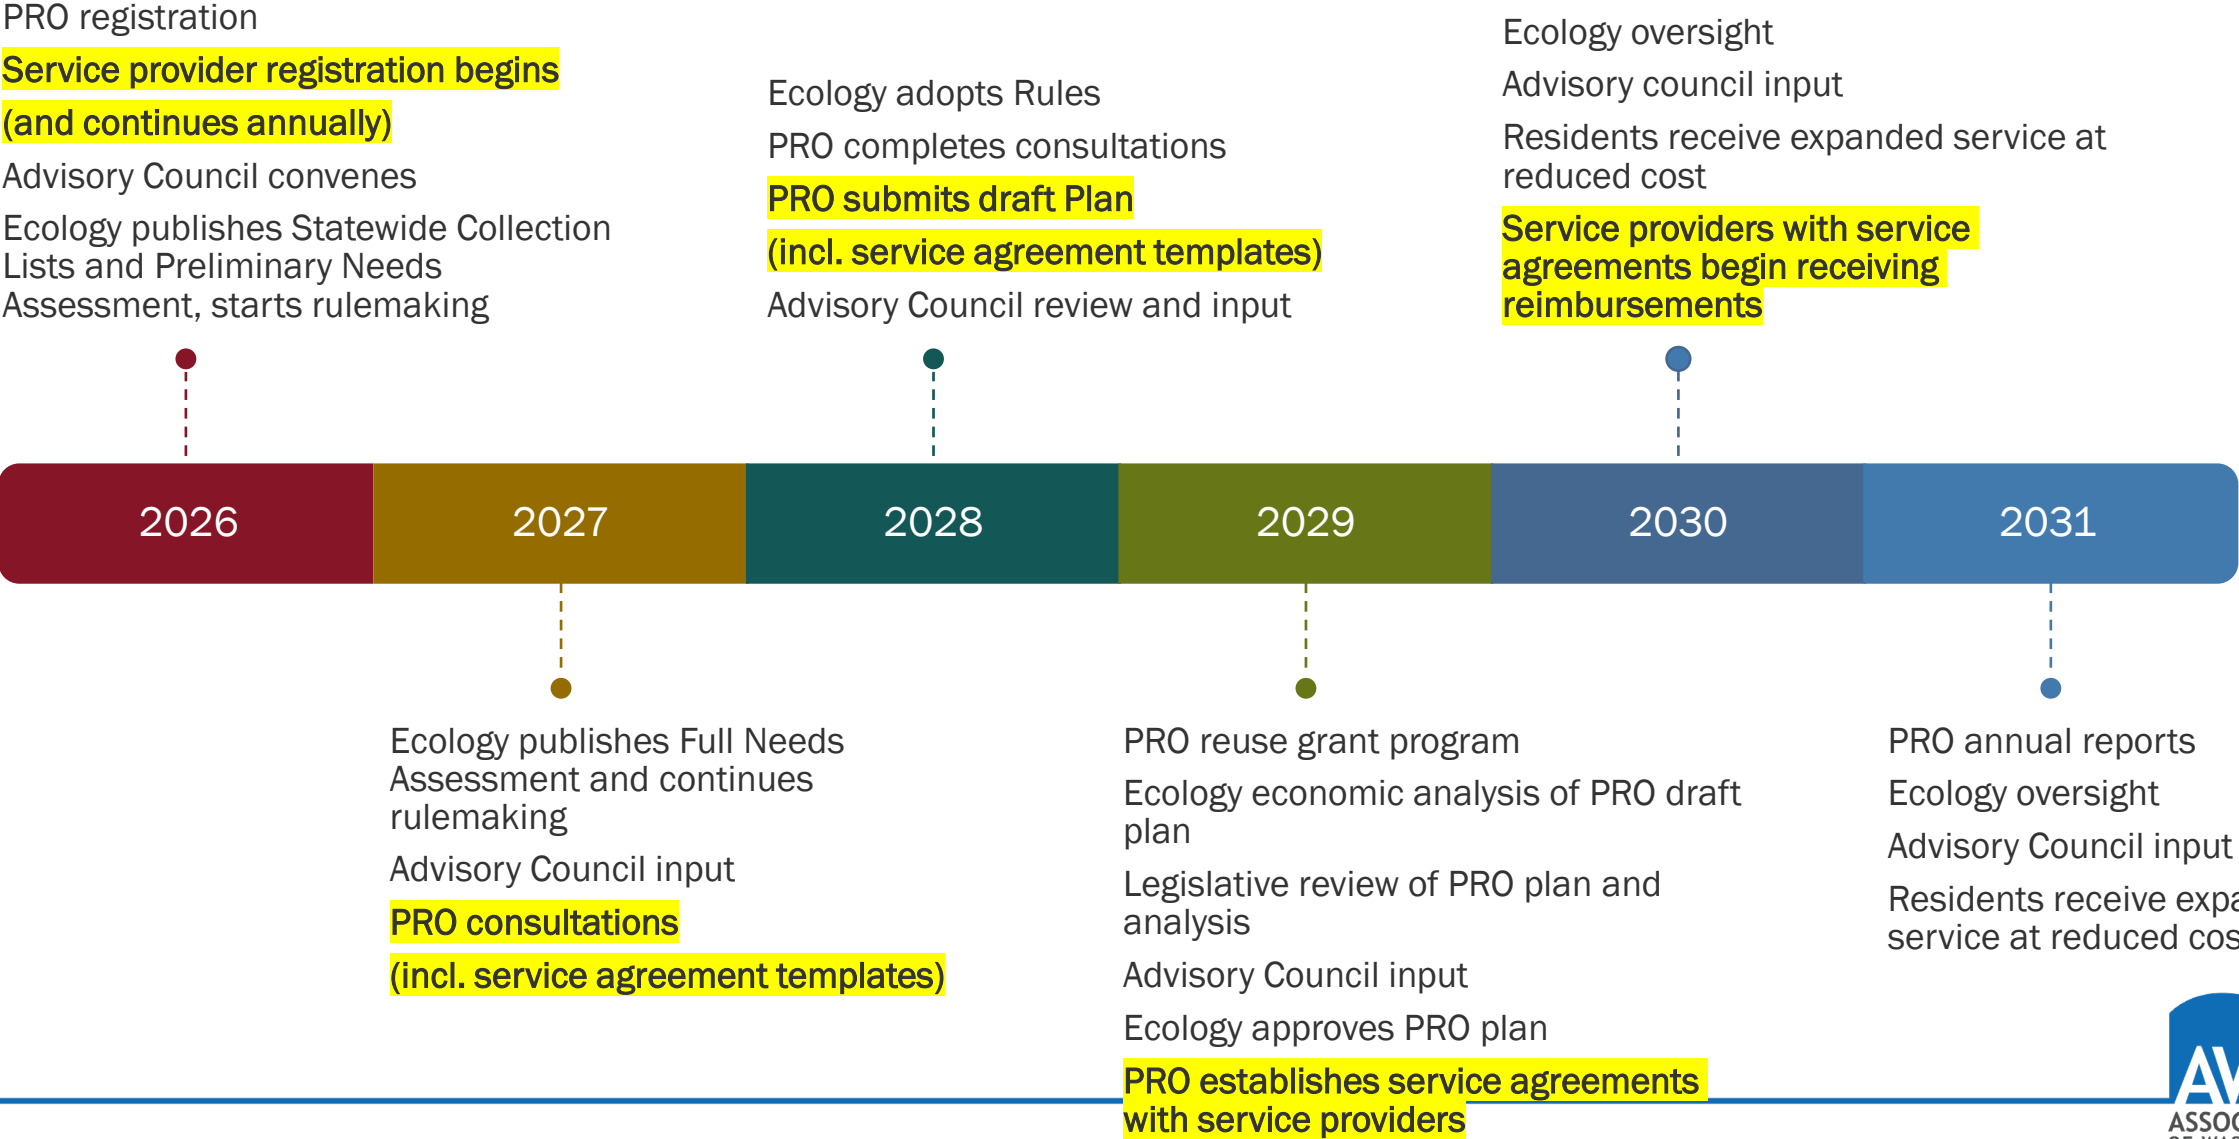 PRO registration
Service provider registration begins
(and continues annually)
Advisory Council convenes
Ecology publishes Statewide Collection
Lists and Preliminary Needs
Assessment, starts rulemaking
Ecology adopts Rules
PRO completes consultations
PRO submits draft Plan
(incl. service agreement templates)
Advisory Council review and input
Ecology oversight
Advisory council input
Residents receive expanded service at
reduced cost
Service providers with service
agreements begin receiving
reimbursements
2026
2027
2028
2029
2030
2031
Ecology publishes Full Needs
Assessment and continues
rulemaking
Advisory Council input
PRO consultations
(incl. service agreement templates)
PRO reuse grant program
Ecology economic analysis of PRO draft
plan
Legislative review of PRO plan and
analysis
Advisory Council input
Ecology approves PRO plan
PRO establishes service agreements
with service providers
PRO annual reports
Ecology oversight
Advisory Council input
Residents receive
service at reduced